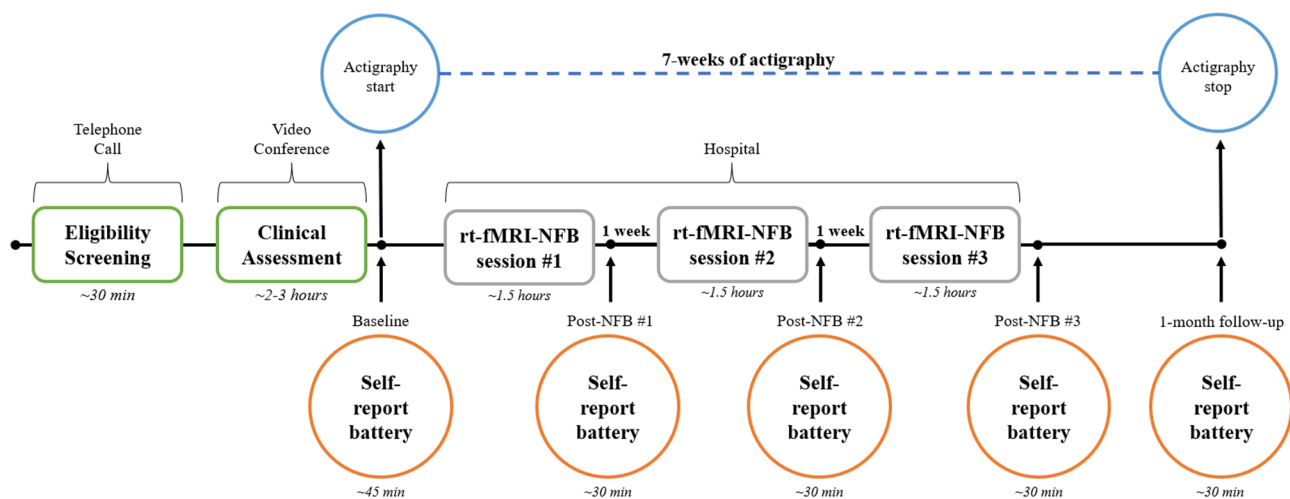 Actigraphy
start
7-weeks of actigraphy
Actigraphy
stop
Telephone
Call
Video
Conference
Hospital
Eligibility
Screening
~30 min
Clinical
Assessment
~2-3 hours
rt-fMRI-NFB
session #1
~1.5 hours
1 week
rt-fMRI-NFB
session #2
~1.5 hours
1 week
rt-fMRI-NFB
session #3
~1.5 hours
Baseline
Self-
report
battery
~45 min
Post-NFB #1
Self-
report
battery
~30 min
Post-NFB #2
Self-
report
battery
~30 min
Post-NFB #3
Self-
report
battery
~30 min
1-month follow-up
Self-
report
battery
~30 min